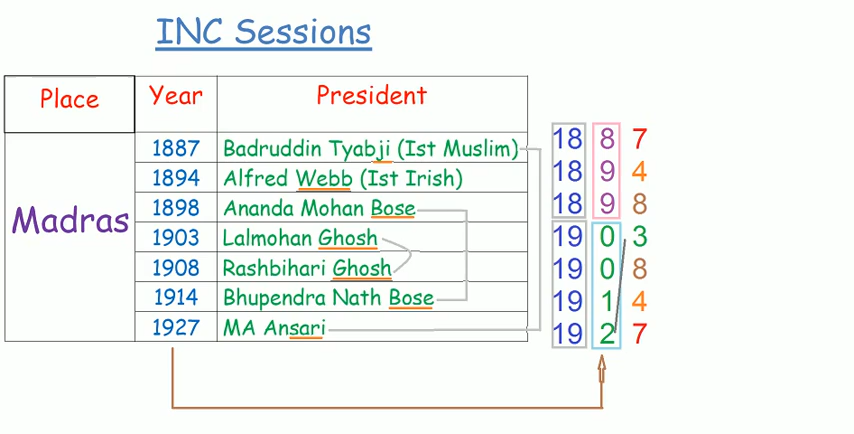 INC Sessions
Place Year President
Madras
1887 Badruddin Tyabji (Ist Muslim)
1894 Alfred Webb (Ist Irish)
1898 Ananda Mohan Bose
1903 Lalmohan Ghosh
1908 Rashbihari Ghosh
1914 Bhupendra Nath Bose
1927 MA Ansari
18 8 7
18 9 4
18 9 8
19 0 3
19 0 8
19 1 4
19 2 7